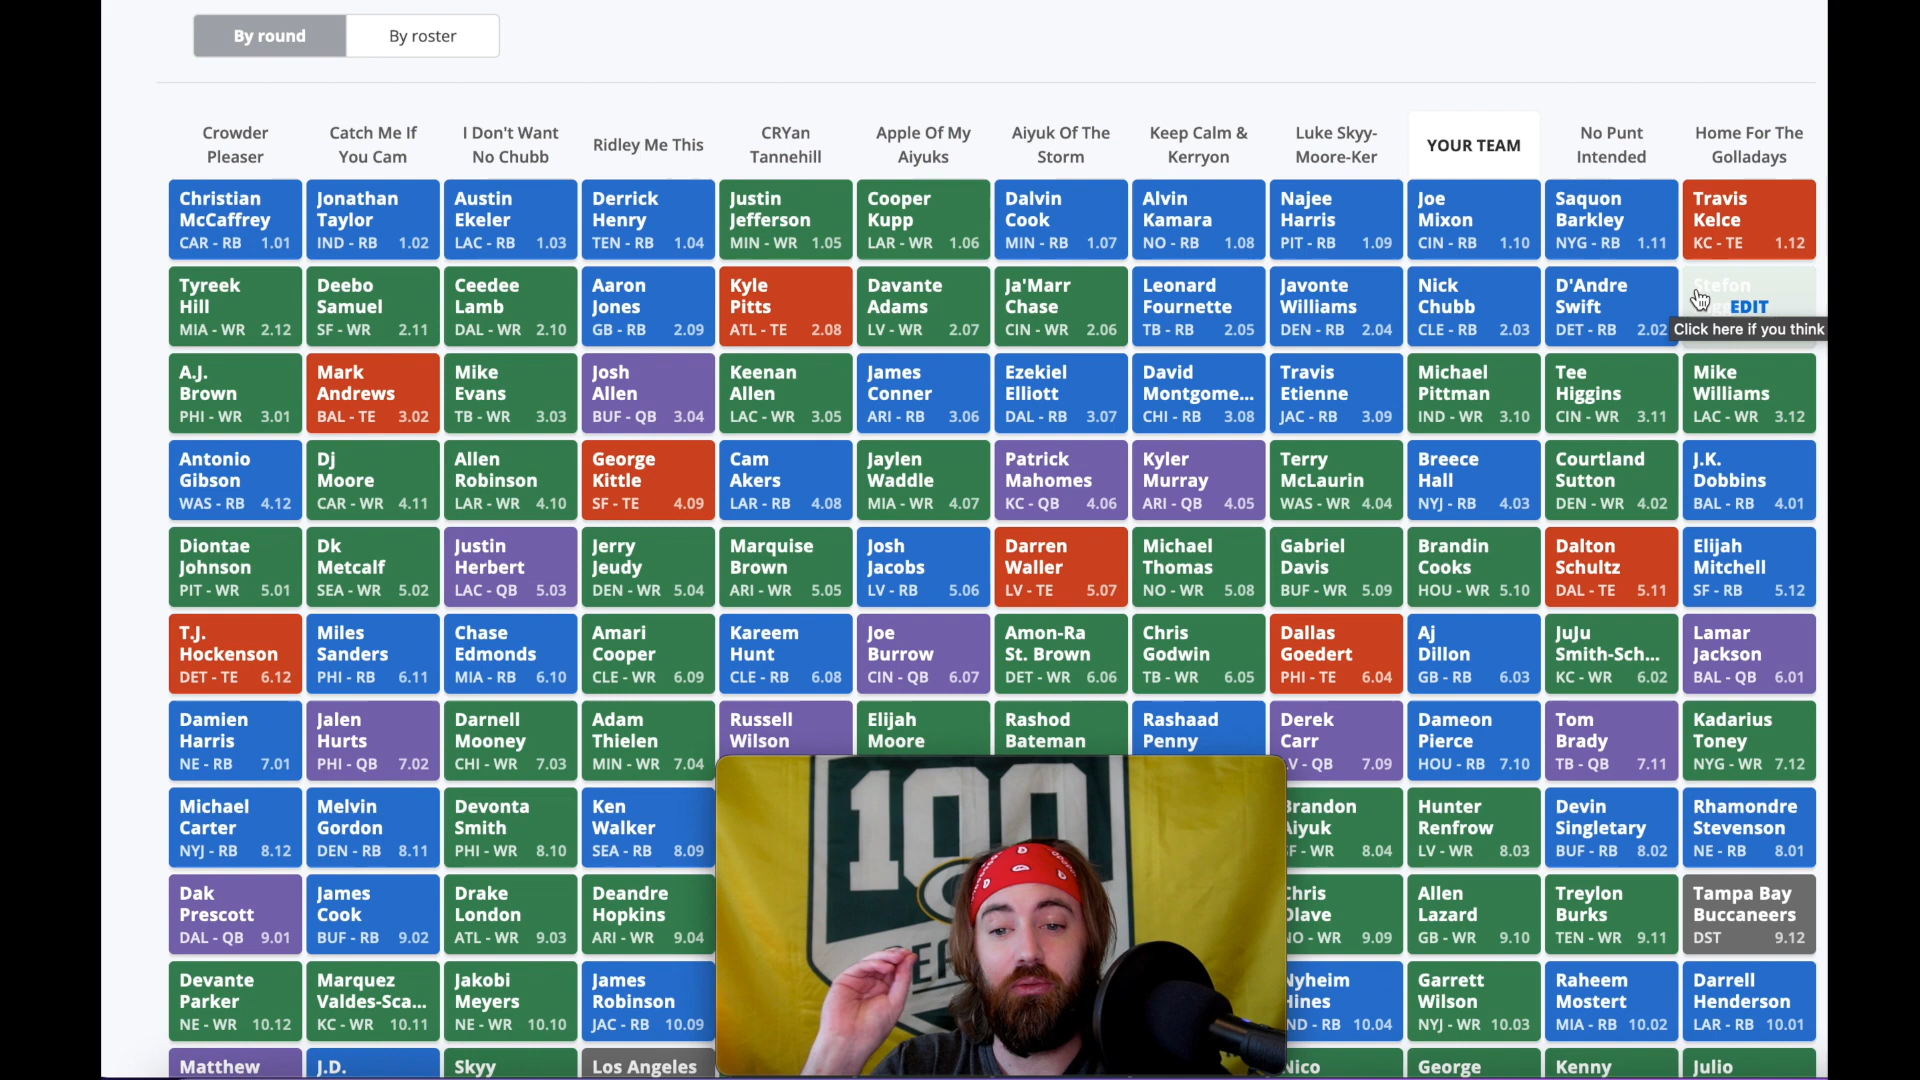 By round By roster
Crowder Catch Me If I Don't Want Ridley Me This CRYan Apple Of My Aiyuk Of The Keep Calm & Luke Skyy- YOUR TEAM No Punt Home For The
Pleaser You Cam No Chubb Tannehill Aiyuks Storm Kerryon Moore-Ker Intended Golladays
Christian Jonathan Austin Derrick Justin Cooper Dalvin Alvin Najee Joe Saquon Travis
McCaffrey Taylor Ekeler Henry Jefferson Kupp Cook Kamara Harris Mixon Barkley Kelce
CAR - RB 1.01 IND - RB 1.02 LAC - RB 1.03 TEN - RB 1.04 MIN - WR 1.05 LAR - WR 1.06 MIN - RB 1.07 NO - RB 1.08 PIT - RB 1.09 CIN - RB 1.10 NYG - RB 1.11 KC - TE 1.12
Tyreek Deebo Ceedee Aaron Kyle Davante Ja'Marr Leonard Javonte Nick D'Andre Stefon
Hill Samuel Lamb Jones Pitts Adams Chase Fournette Williams Chubb Swift EDIT
MIA - WR 2.12 SF - WR 2.11 DAL - WR 2.10 GB - RB 2.09 ATL - TE 2.08 LV - WR 2.07 CIN - WR 2.06 TB - RB 2.05 DEN - RB 2.04 CLE - RB 2.03 DET - RB 2.02 Click here if you think
A.J. Mark Mike Josh Keenan James Ezekiel David Travis Michael Tee Mike
Brown Andrews Evans Allen Allen Conner Elliott Montgome... Etienne Pittman Higgins Williams
PHI - WR 3.01 BAL - TE 3.02 TB - WR 3.03 BUF - QB 3.04 LAC - WR 3.05 ARI - RB 3.06 DAL - RB 3.07 CHI - RB 3.08 JAC - RB 3.09 IND - WR 3.10 CIN - WR 3.11 LAC - WR 3.12
Antonio Dj Allen George Cam Jaylen Patrick Kyler Terry Breece Courtland J.K.
Gibson Moore Robinson Kittle Akers Waddle Mahomes Murray McLaurin Hall Sutton Dobbins
WAS - RB 4.12 CAR - WR 4.11 LAR - WR 4.10 SF - TE 4.09 LAR - RB 4.08 MIA - WR 4.07 KC - QB 4.06 ARI - QB 4.05 WAS - WR 4.04 NYJ - RB 4.03 DEN - WR 4.02 BAL - RB 4.01
Diontae Dk Justin Jerry Marquise Josh Darren Michael Gabriel Brandin Dalton Elijah
Johnson Metcalf Herbert Jeudy Brown Jacobs Waller Thomas Davis Cooks Schultz Mitchell
PIT - WR 5.01 SEA - WR 5.02 LAC - QB 5.03 DEN - WR 5.04 ARI - WR 5.05 LV - RB 5.06 LV - TE 5.07 NO - WR 5.08 BUF - WR 5.09 HOU - WR 5.10 DAL - TE 5.11 SF - RB 5.12
T.J. Miles Chase Amari Kareem Joe Amon-Ra Chris Dallas Aj JuJu Lamar
Hockenson Sanders Edmonds Cooper Hunt Burrow St. Brown Godwin Goedert Dillon Smith-Sch... Jackson
DET - TE 6.12 PHI - RB 6.11 MIA - RB 6.10 CLE - WR 6.09 CLE - RB 6.08 CIN - QB 6.07 DET - WR 6.06 TB - WR 6.05 PHI - TE 6.04 GB - RB 6.03 KC - WR 6.02 BAL - QB 6.01
Damien Jalen Darnell Adam Russell Elijah Rashod Rashaad Derek Dameon Tom Kadarius
Harris Hurts Mooney Thielen Wilson Moore Bateman Penny Carr Pierce Brady Toney
NE - RB 7.01 PHI - QB 7.02 CHI - WR 7.03 MIN - WR 7.04 V - QB 7.09 HOU - RB 7.10 TB - QB 7.11 NYG - WR 7.12
Michael Melvin Devonta Ken Brandon Hunter Devin Rhamondre
Carter Gordon Smith Walker Aiyuk Renfrow Singletary Stevenson
NYJ - RB 8.12 DEN - RB 8.11 PHI - WR 8.10 SEA - RB 8.09 F - WR 8.04 LV - WR 8.03 BUF - RB 8.02 NE - RB 8.01
Dak James Drake Deandre Chris Allen Treylon Tampa Bay
Prescott Cook London Hopkins Olave Lazard Burks Buccaneers
DAL - QB 9.01 BUF - RB 9.02 ATL - WR 9.03 ARI - WR 9.04 NO - WR 9.09 GB - WR 9.10 TEN - WR 9.11 DST 9.12
Devante Marquez Jakobi James Nyheim Garrett Raheem Darrell
Parker Valdes-Sca... Meyers Robinson Hines Wilson Mostert Henderson
NE - WR 10.12 KC - WR 10.11 NE - WR 10.10 JAC - RB 10.09 ND - RB 10.04 NYJ - WR 10.03 MIA - RB 10.02 LAR - RB 10.01
Matthew J.D. Skyy Los Angeles Nico George Kenny Julio
100